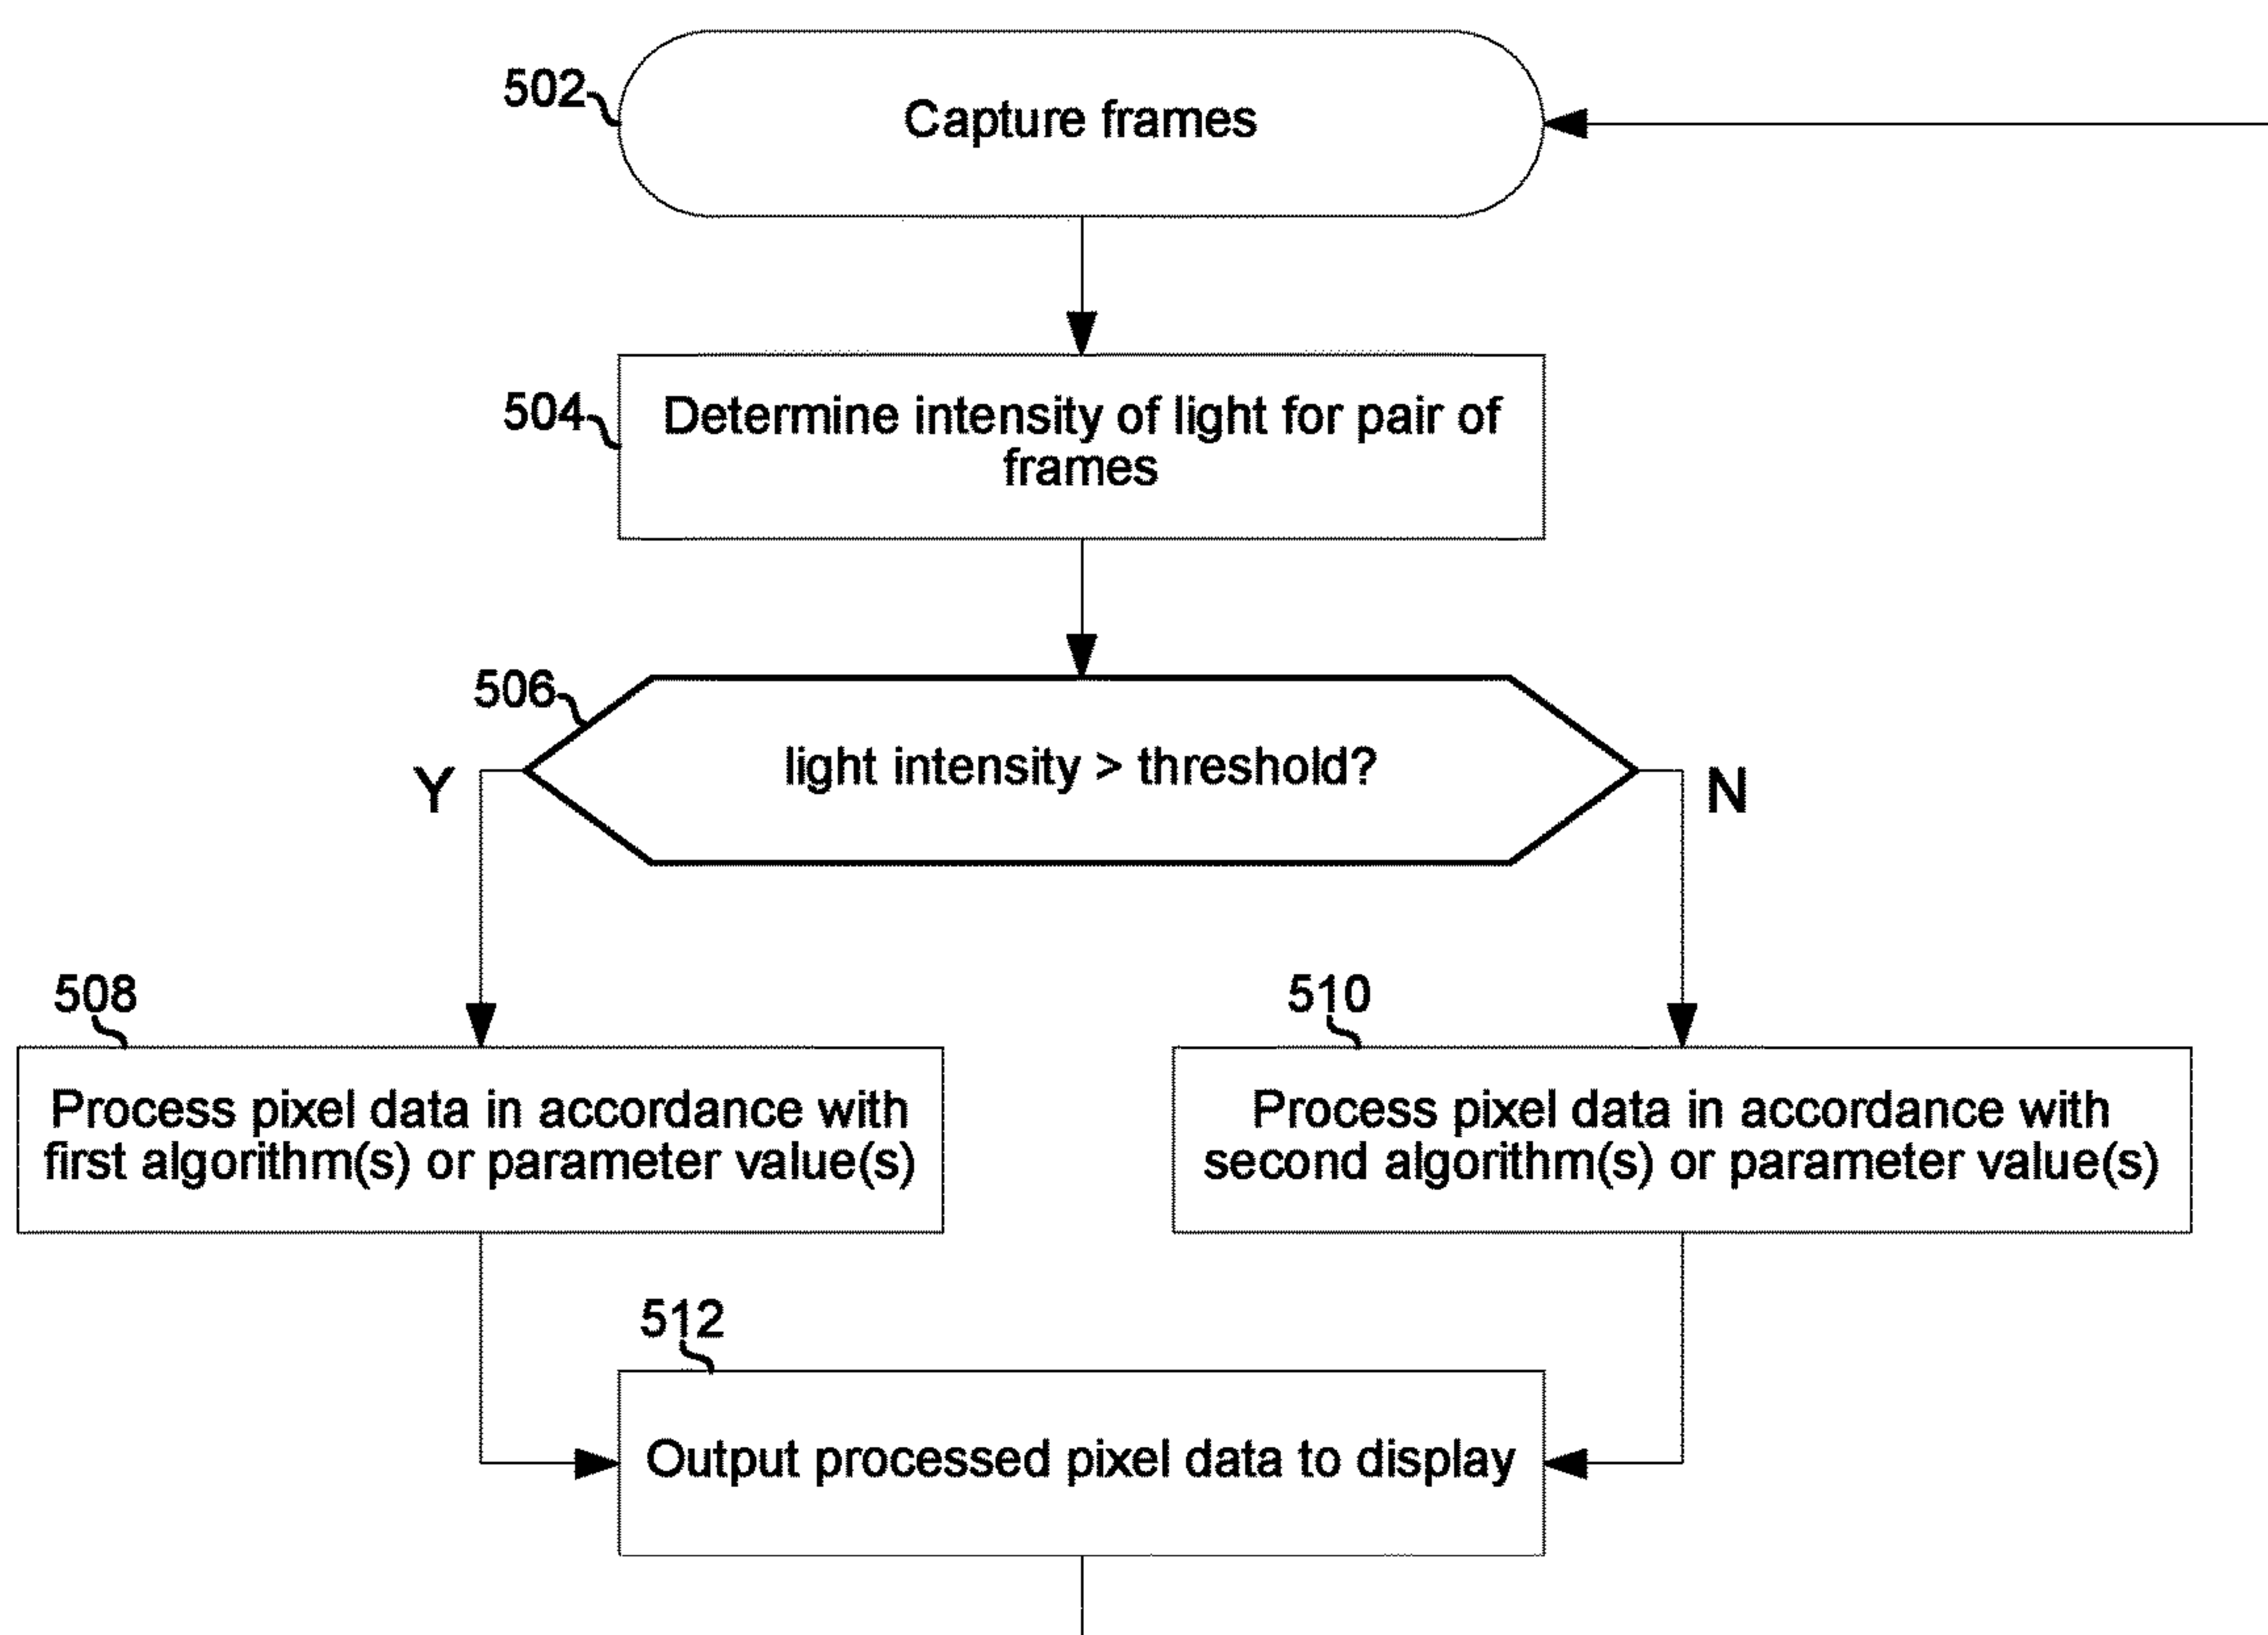 502
Capture frames
504
Determine intensity of light for pair of
frames
506
light intensity > threshold?
Y
N
508
510
Process pixel data in accordance with
first algorithm(s) or parameter value(s)
Process pixel data in accordance with
second algorithm(s) or parameter value(s)
512
Output processed pixel data to display